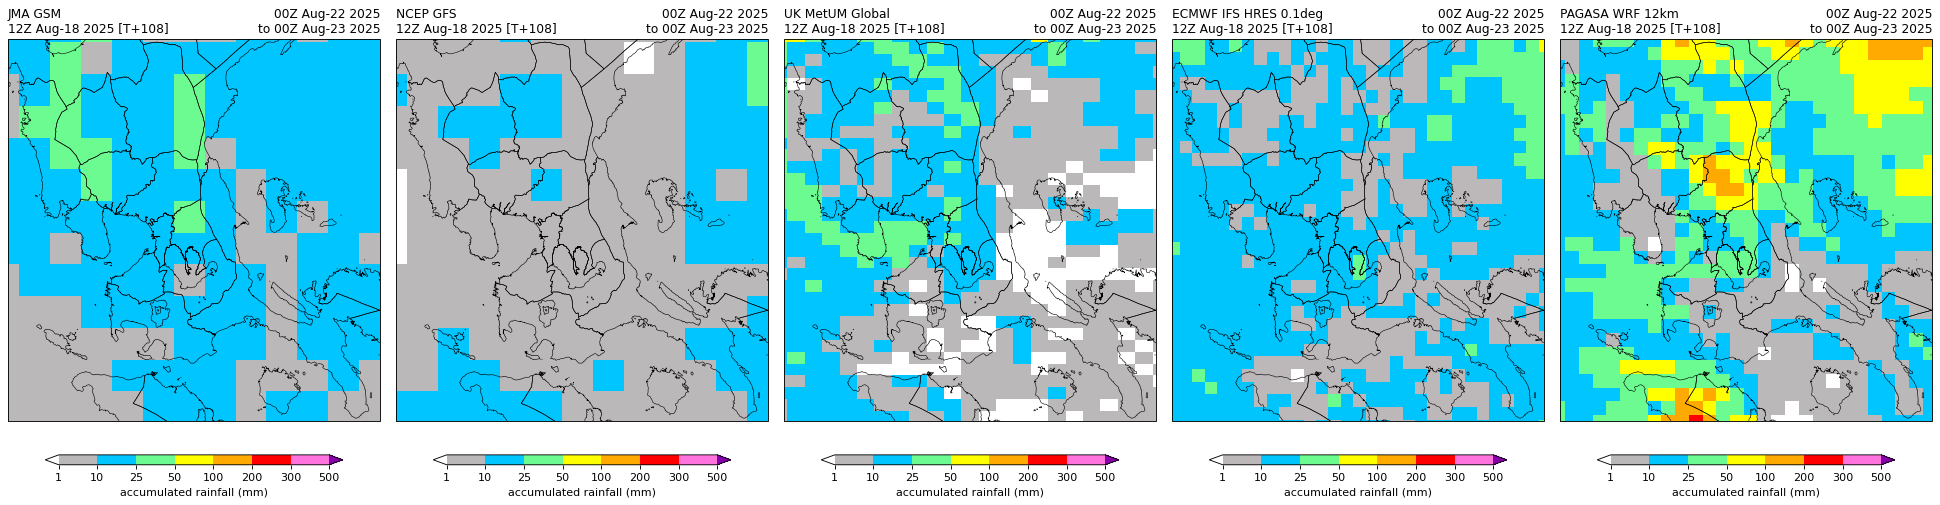 JMA GSM
00Z Aug-22 2025
12Z Aug-18 2025 [T+108]
to 00Z Aug-23 2025
NCEP GFS
00Z Aug-22 2025
12Z Aug-18 2025 [T+108]
to 00Z Aug-23 2025
UK MetUM Global
00Z Aug-22 2025
12Z Aug-18 2025 [T+108]
to 00Z Aug-23 2025
ECMWF IFS HRES 0.1deg
00Z Aug-22 2025
12Z Aug-18 2025 [T+108]
to 00Z Aug-23 2025
PAGASA WRF 12km
00Z Aug-22 2025
12Z Aug-18 2025 [T+108]
to 00Z Aug-23 2025
1 10 25 50 100 200 300 500
accumulated rainfall (mm)
1 10 25 50 100 200 300 500
accumulated rainfall (mm)
1 10 25 50 100 200 300 500
accumulated rainfall (mm)
1 10 25 50 100 200 300 500
accumulated rainfall (mm)
1 10 25 50 100 200 300 500
accumulated rainfall (mm)